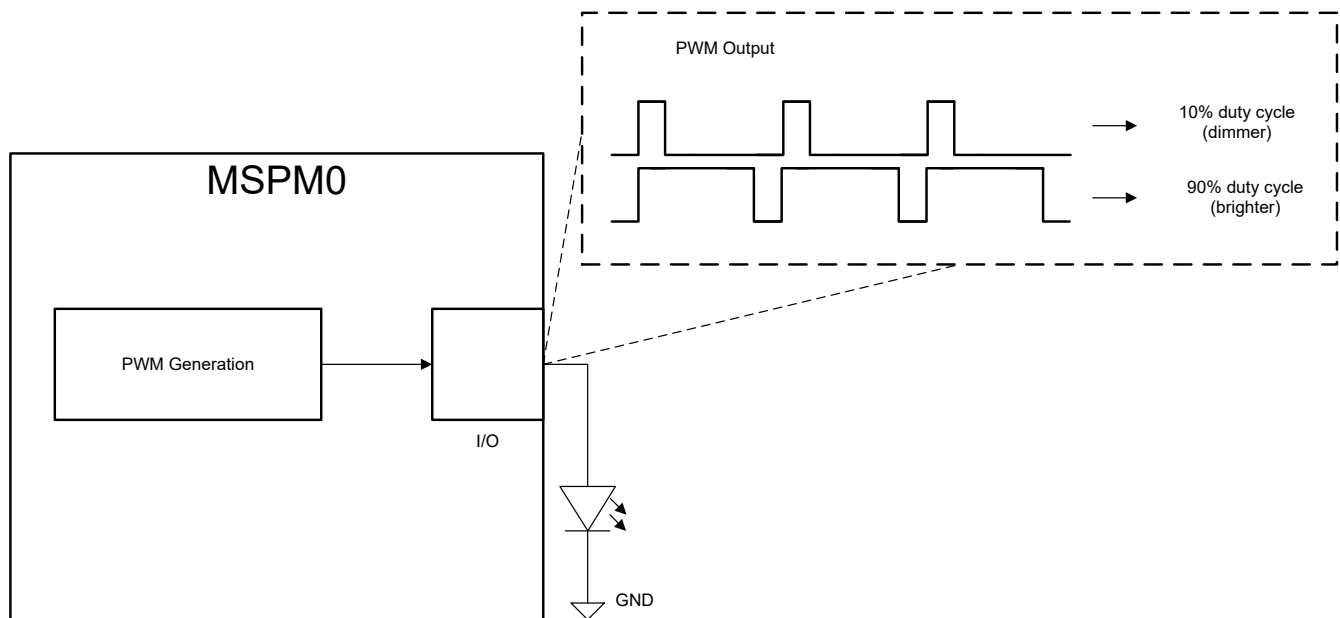 PWM Output
10% duty cycle
(dimmer)
90% duty cycle
(brighter)
MSPM0
PWM Generation
I/O
GND